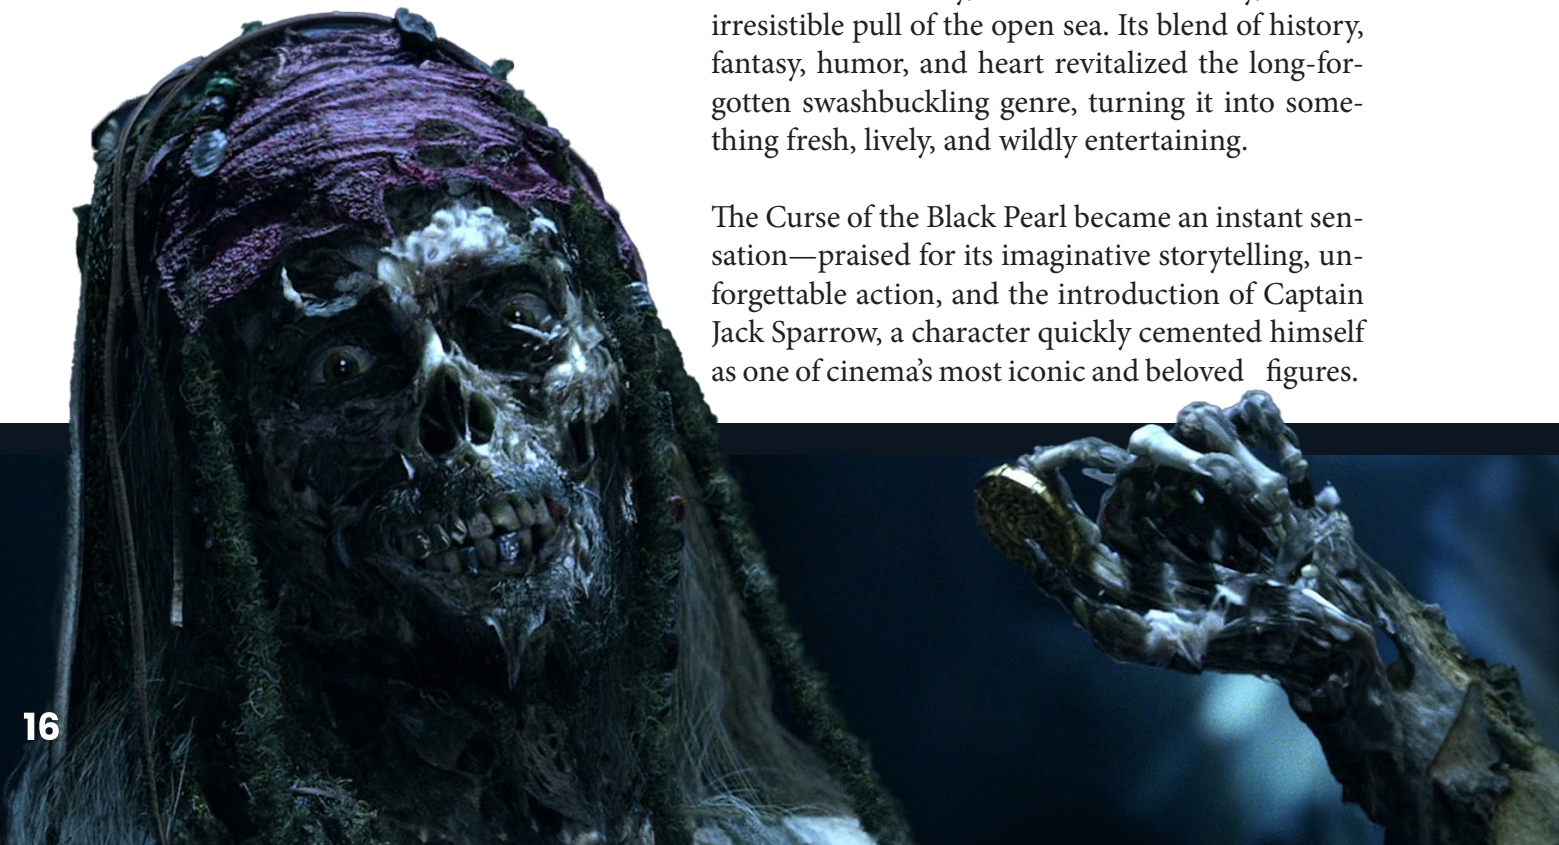 irresistible pull of the open sea. Its blend of history,
fantasy, humor, and heart revitalized the long-for-
gotten swashbuckling genre, turning it into some-
thing fresh, lively, and wildly entertaining.
The Curse of the Black Pearl became an instant sen-
sation—praised for its imaginative storytelling, un-
forgettable action, and the introduction of Captain
Jack Sparrow, a character quickly cemented himself
as one of cinema’s most iconic and beloved figures.
16